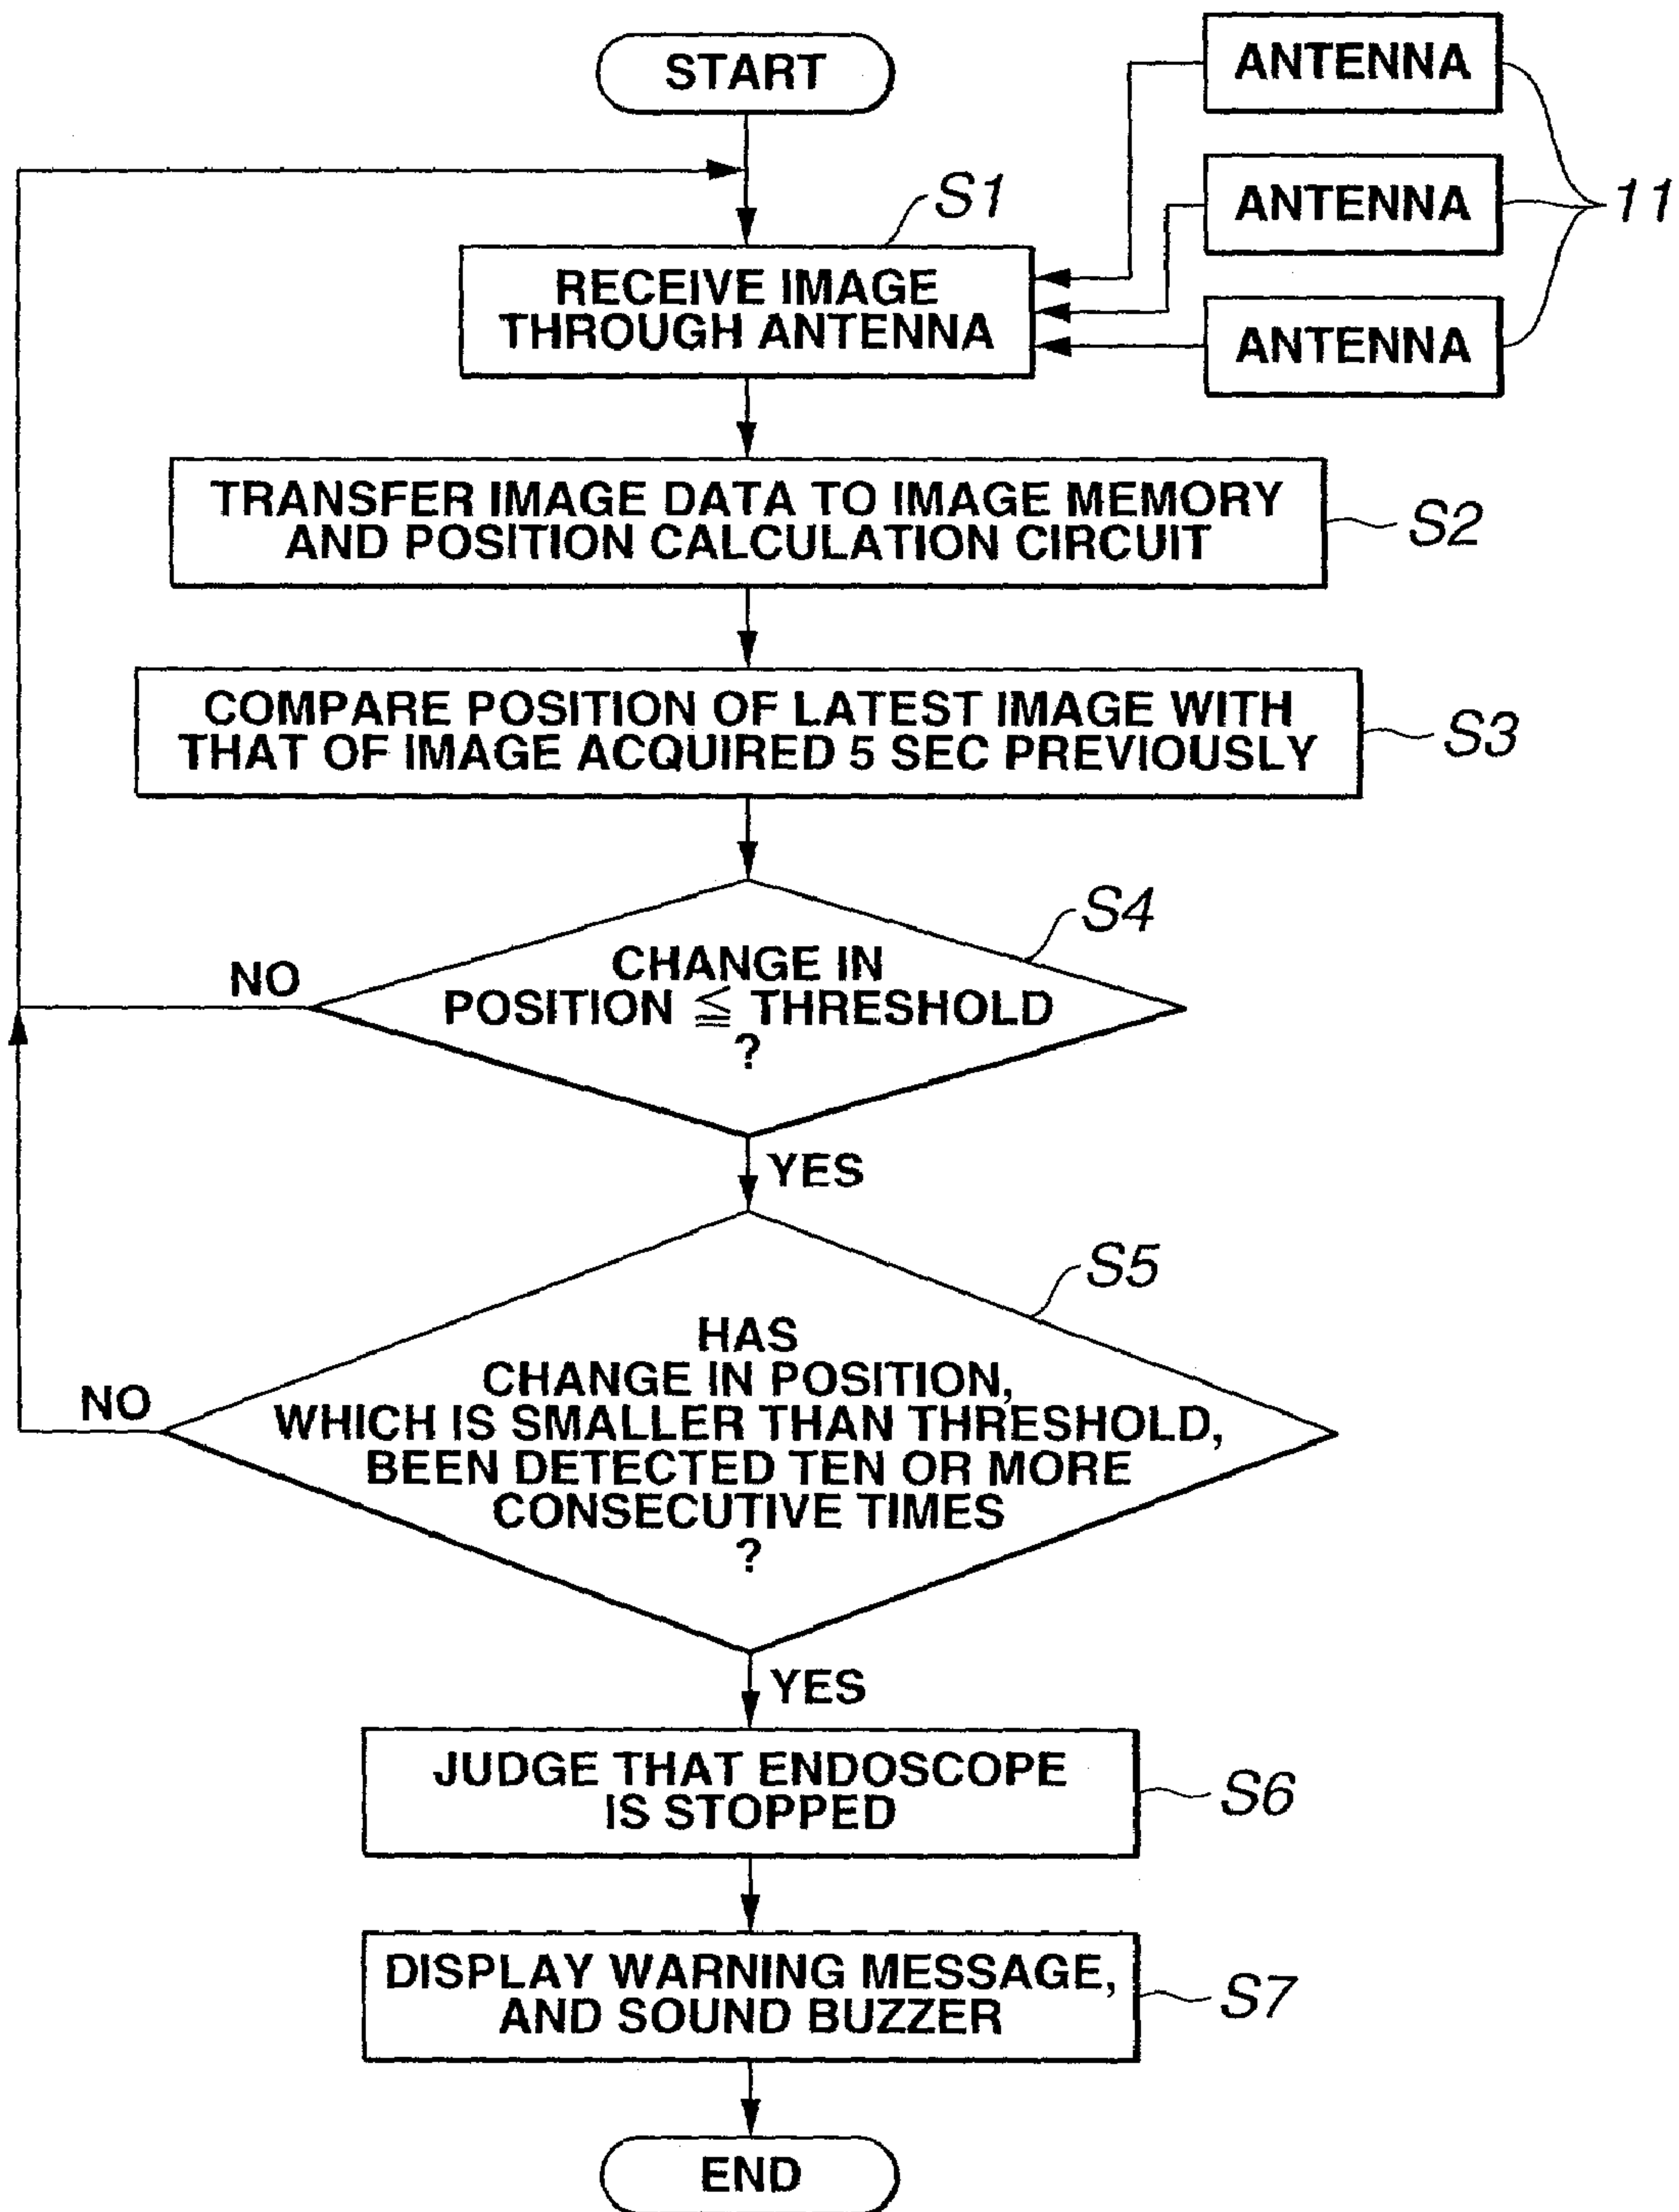 START
ANTENNA
ANTENNA
ANTENNA
11
S1
RECEIVE IMAGE
THROUGH ANTENNA
TRANSFER IMAGE DATA TO IMAGE MEMORY
AND POSITION CALCULATION CIRCUIT
S2
COMPARE POSITION OF LATEST IMAGE WITH
THAT OF IMAGE ACQUIRED 5 SEC PREVIOUSLY
S3
S4
CHANGE IN
POSITION ≦ THRESHOLD
?
NO
YES
S5
HAS
CHANGE IN POSITION,
WHICH IS SMALLER THAN THRESHOLD,
BEEN DETECTED TEN OR MORE
CONSECUTIVE TIMES
?
NO
YES
JUDGE THAT ENDOSCOPE
IS STOPPED
S6
DISPLAY WARNING MESSAGE,
AND SOUND BUZZER
S7
END